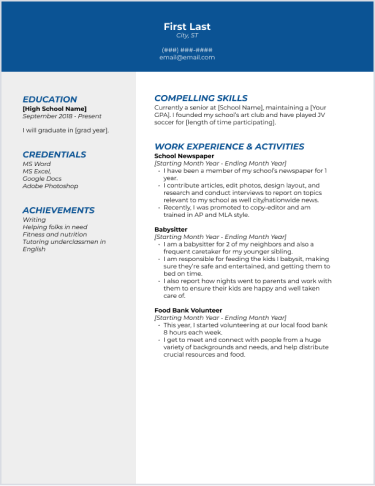 First Last
City, ST
(###) ###-####
email@email.com
EDUCATION
[High School Name]
September 2018 - Present
I will graduate in [grad year].
CREDENTIALS
MS Word
MS Excel,
Google Docs
Adobe Photoshop
ACHIEVEMENTS
Writing
Helping folks in need
Fitness and nutrition
Tutoring underclassmen in
English
COMPELLING SKILLS
Currently a senior at [School Name], maintaining a [Your
GPA]. I founded my school's art club and have played JV
soccer for [length of time participating].
WORK EXPERIENCE & ACTIVITIES
School Newspaper
[Starting Month Year - Ending Month Year]
- I have been a member of my school's newspaper for 1
year.
- I contribute articles, edit photos, design layout, and
research and conduct interviews to report on topics
relevant to my school as well city/nationwide news.
- Recently, I was promoted to copy-editor and am
trained in AP and MLA style.
Babysitter
[Starting Month Year - Ending Month Year]
- I am a babysitter for 2 of my neighbors and also a
frequent caretaker for my younger sibling.
- I am responsible for feeding the kids I babysit, making
sure they're safe and entertained, and getting them to
bed on time.
- I also report how nights went to parents and work with
them to ensure their kids are happy and well taken
care of.
Food Bank Volunteer
[Starting Month Year - Ending Month Year]
- This year, I started volunteering at our local food bank
8 hours each week.
- I get to meet and connect with people from a huge
variety of backgrounds and needs, and help distribute
crucial resources and food.